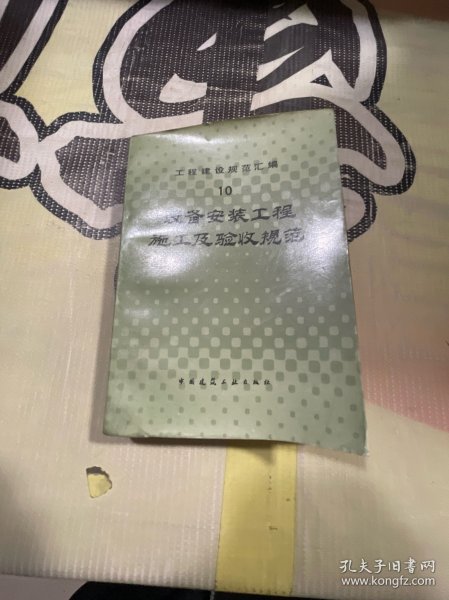 工程建设规范汇编
10
设备安装工程
施工及验收规范
中国建筑工业出版社
孔夫子旧书网
www.kongfz.com